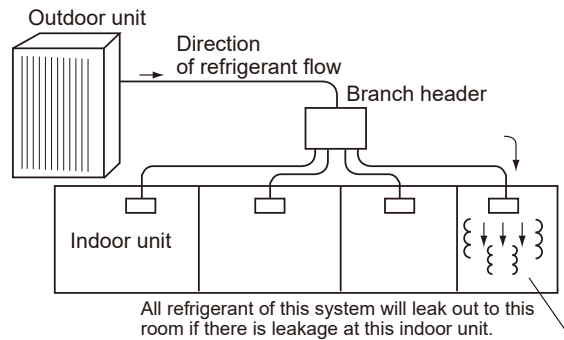 Outdoor unit
Direction
of refrigerant flow
Branch header
Indoor unit
All refrigerant of this system will leak out to this
room if there is leakage at this indoor unit.